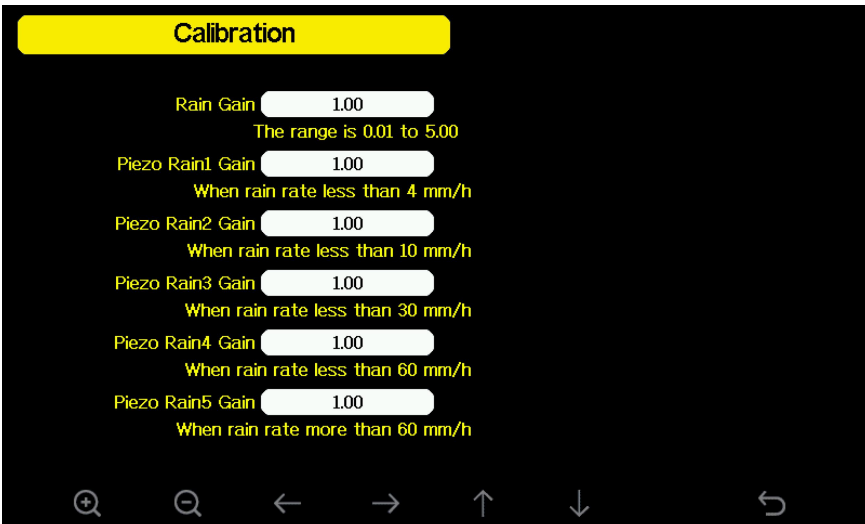 Calibration
Rain Gain 1.00
The range is 0.01 to 5.00
Piezo Rain1 Gain 1.00
When rain rate less than 4 mm/h
Piezo Rain2 Gain 1.00
When rain rate less than 10 mm/h
Piezo Rain3 Gain 1.00
When rain rate less than 30 mm/h
Piezo Rain4 Gain 1.00
When rain rate less than 60 mm/h
Piezo Rain5 Gain 1.00
When rain rate more than 60 mm/h